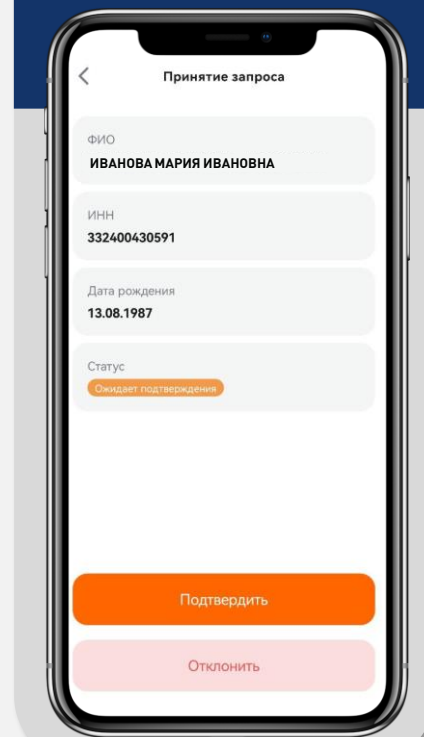 Принятие запроса
ФИО
ИВАНОВА МАРИЯ ИВАНОВНА
ИНН
332400430591
Дата рождения
13.08.1987
Статус
Ожидает подтверждения
Подтвердить
Отклонить